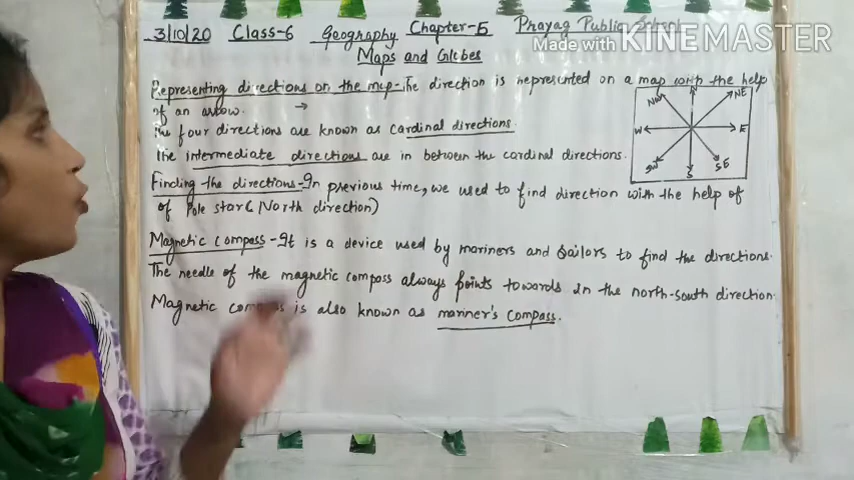 3/10/20 Class-6 Geography Chapter-5 Prayag Public School
Made with KINEMASTER
Maps and Globes
Representing directions on the map-The direction is represented on a map with the help
of an arrow. →
The four directions are known as cardinal directions.
The intermediate directions are in between the cardinal directions.
N
NW NE
W E
SW SE
S
Finding the directions-In previous time, we used to find direction with the help of
of Pole star (North direction)
Magnetic compass-It is a device used by mariners and Sailors to find the directions.
The needle of the magnetic compass always points towards in the north-south direction.
Magnetic compass is also known as mariner's Compass.